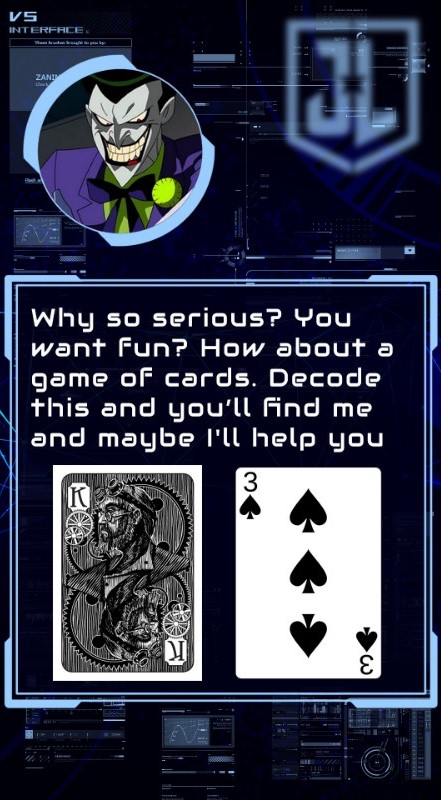 VS
INTERFACE
ZANI
Why so serious? You
want fun? How about a
game of cards. Decode
this and you'll find me
and maybe I'll help you
K
3
K
3